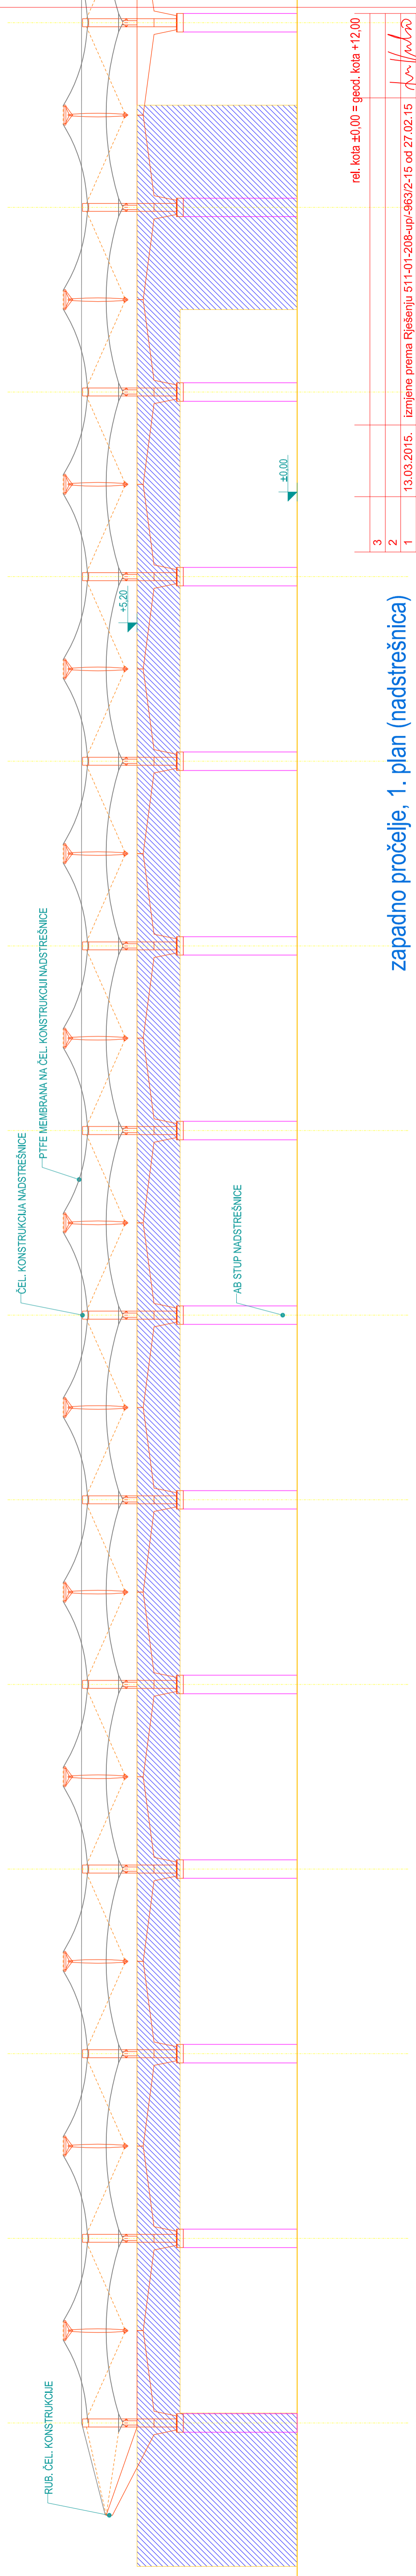 rel. kota ±0,00 = geod. kota +12,00
3
2
1 13.03.2015. izmjene prema Rješenju 511-01-208-up/-963/2-15 od 27.02.15
±0,00
+5,20
zapadno pročelje, 1. plan (nadstrešnica)
ČEL. KONSTRUKCIJA NADSTREŠNICE
PTFE MEMBRANA NA ČEL. KONSTRUKCIJI NADSTREŠNICE
AB STUP NADSTREŠNICE
RUB. ČEL. KONSTRUKCIJE